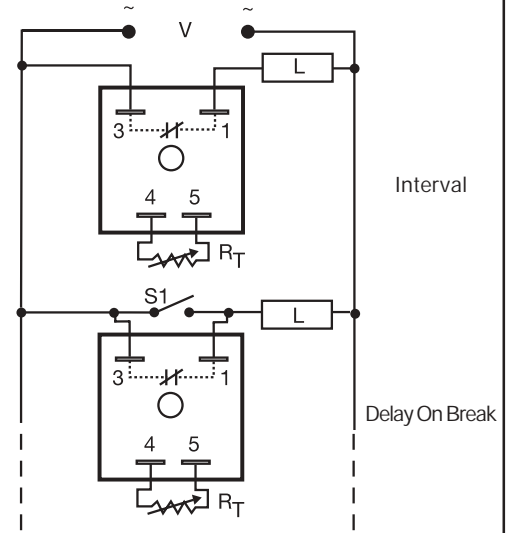 ~ V ~
L
3 1
Interval
4 5
RT
S1
L
3 1
Delay On Break
4 5
RT